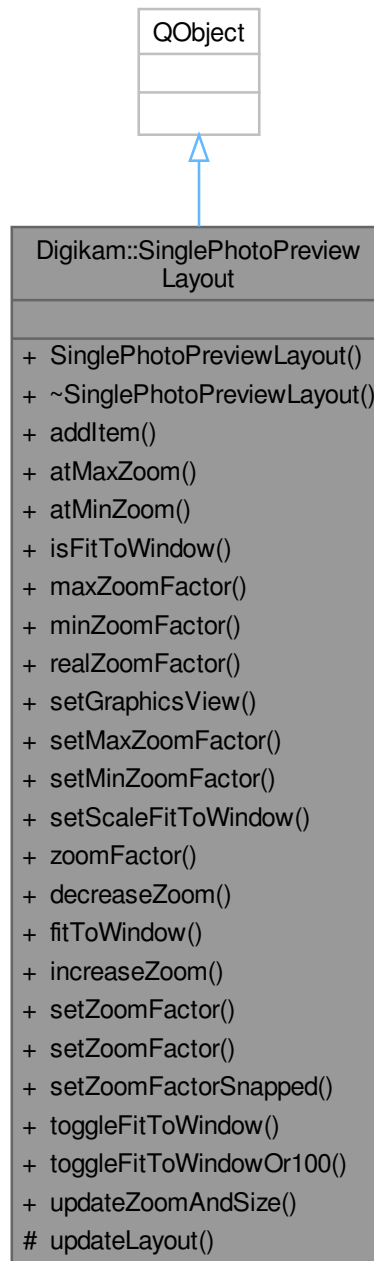 QObject
Digikam::SinglePhotoPreview
Layout
+ SinglePhotoPreviewLayout()
+ ~SinglePhotoPreviewLayout()
+ addItem()
+ atMaxZoom()
+ atMinZoom()
+ isFitToWindow()
+ maxZoomFactor()
+ minZoomFactor()
+ realZoomFactor()
+ setGraphicsView()
+ setMaxZoomFactor()
+ setMinZoomFactor()
+ setScaleFitToWindow()
+ zoomFactor()
+ decreaseZoom()
+ fitToWindow()
+ increaseZoom()
+ setZoomFactor()
+ setZoomFactor()
+ setZoomFactorSnapped()
+ toggleFitToWindow()
+ toggleFitToWindowOr100()
+ updateZoomAndSize()
# updateLayout()